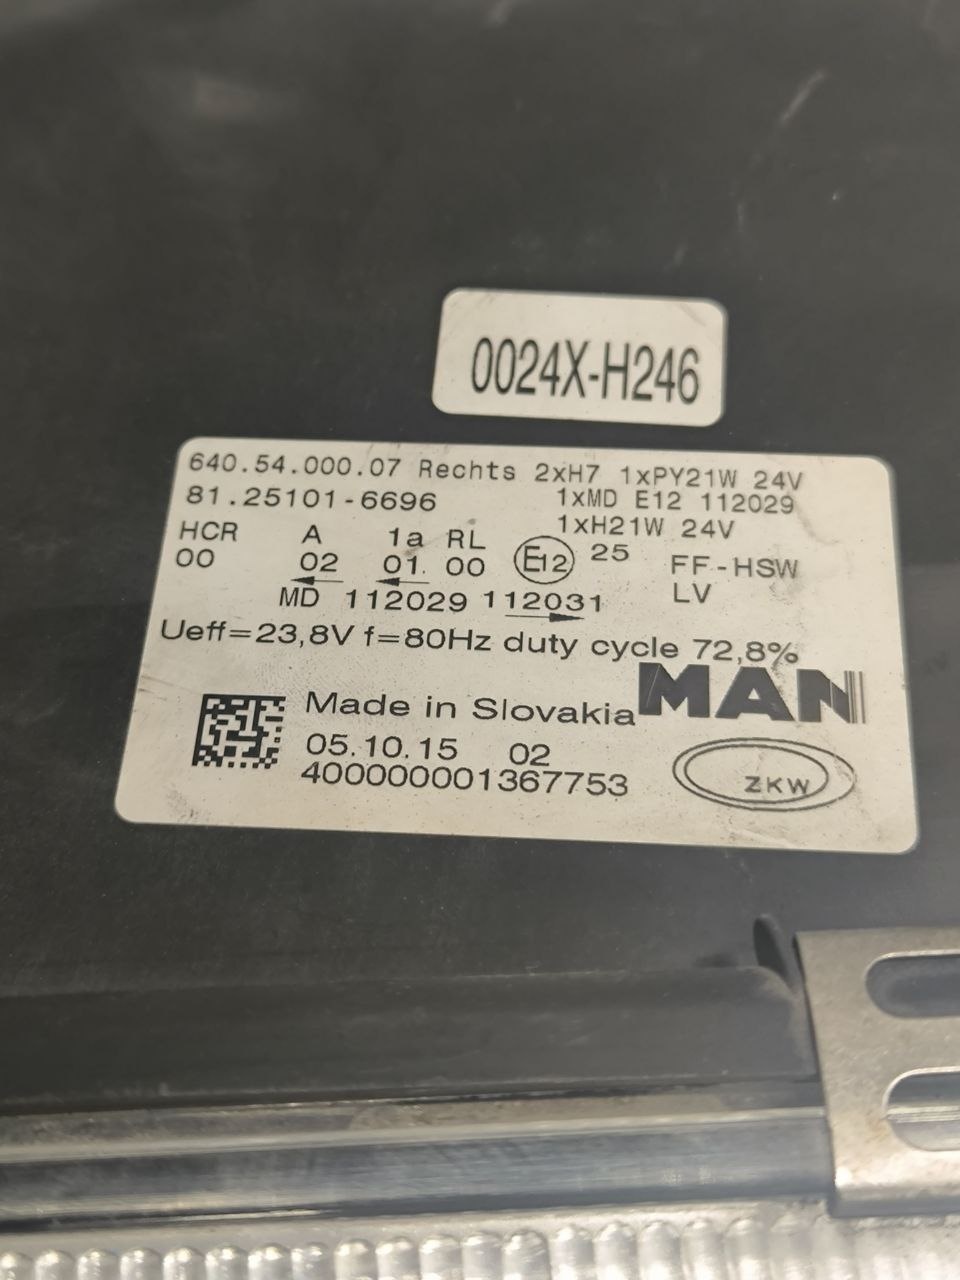 0024X-H246
640.54.000.07 Rechts 2xH7 1xPY21W 24V
81.25101-6696 1xMD E12 112029
1xH21W 24V
HCR A 1a RL
00 02 01. 00 E12 25 FF-HSW
LV
MD 112029 112031
Ueff=23,8V f=80Hz duty cycle 72,8%
MAN
Made in Slovakia
05.10.15 02
400000001367753
ZKW